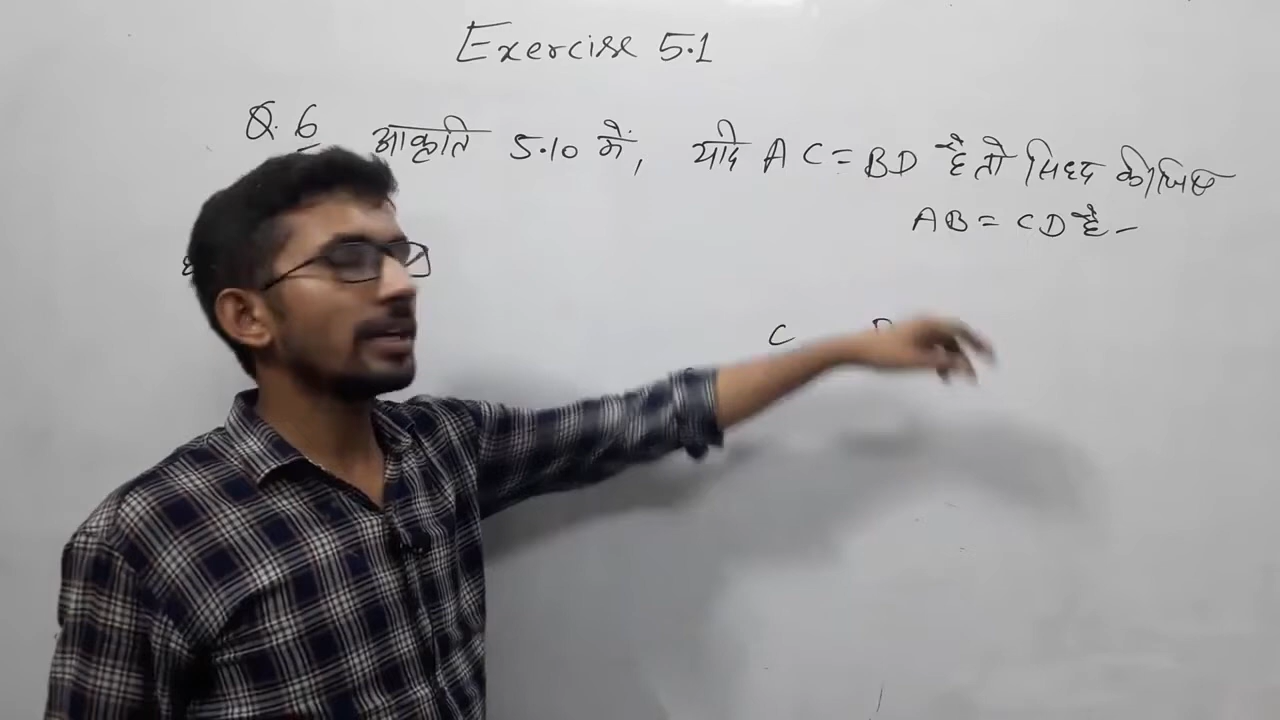 Exercise 5.1
Q. 6 आकृति 5.10 में, यदि AC = BD है तो सिध्द कीजिए
AB = CD है-
C